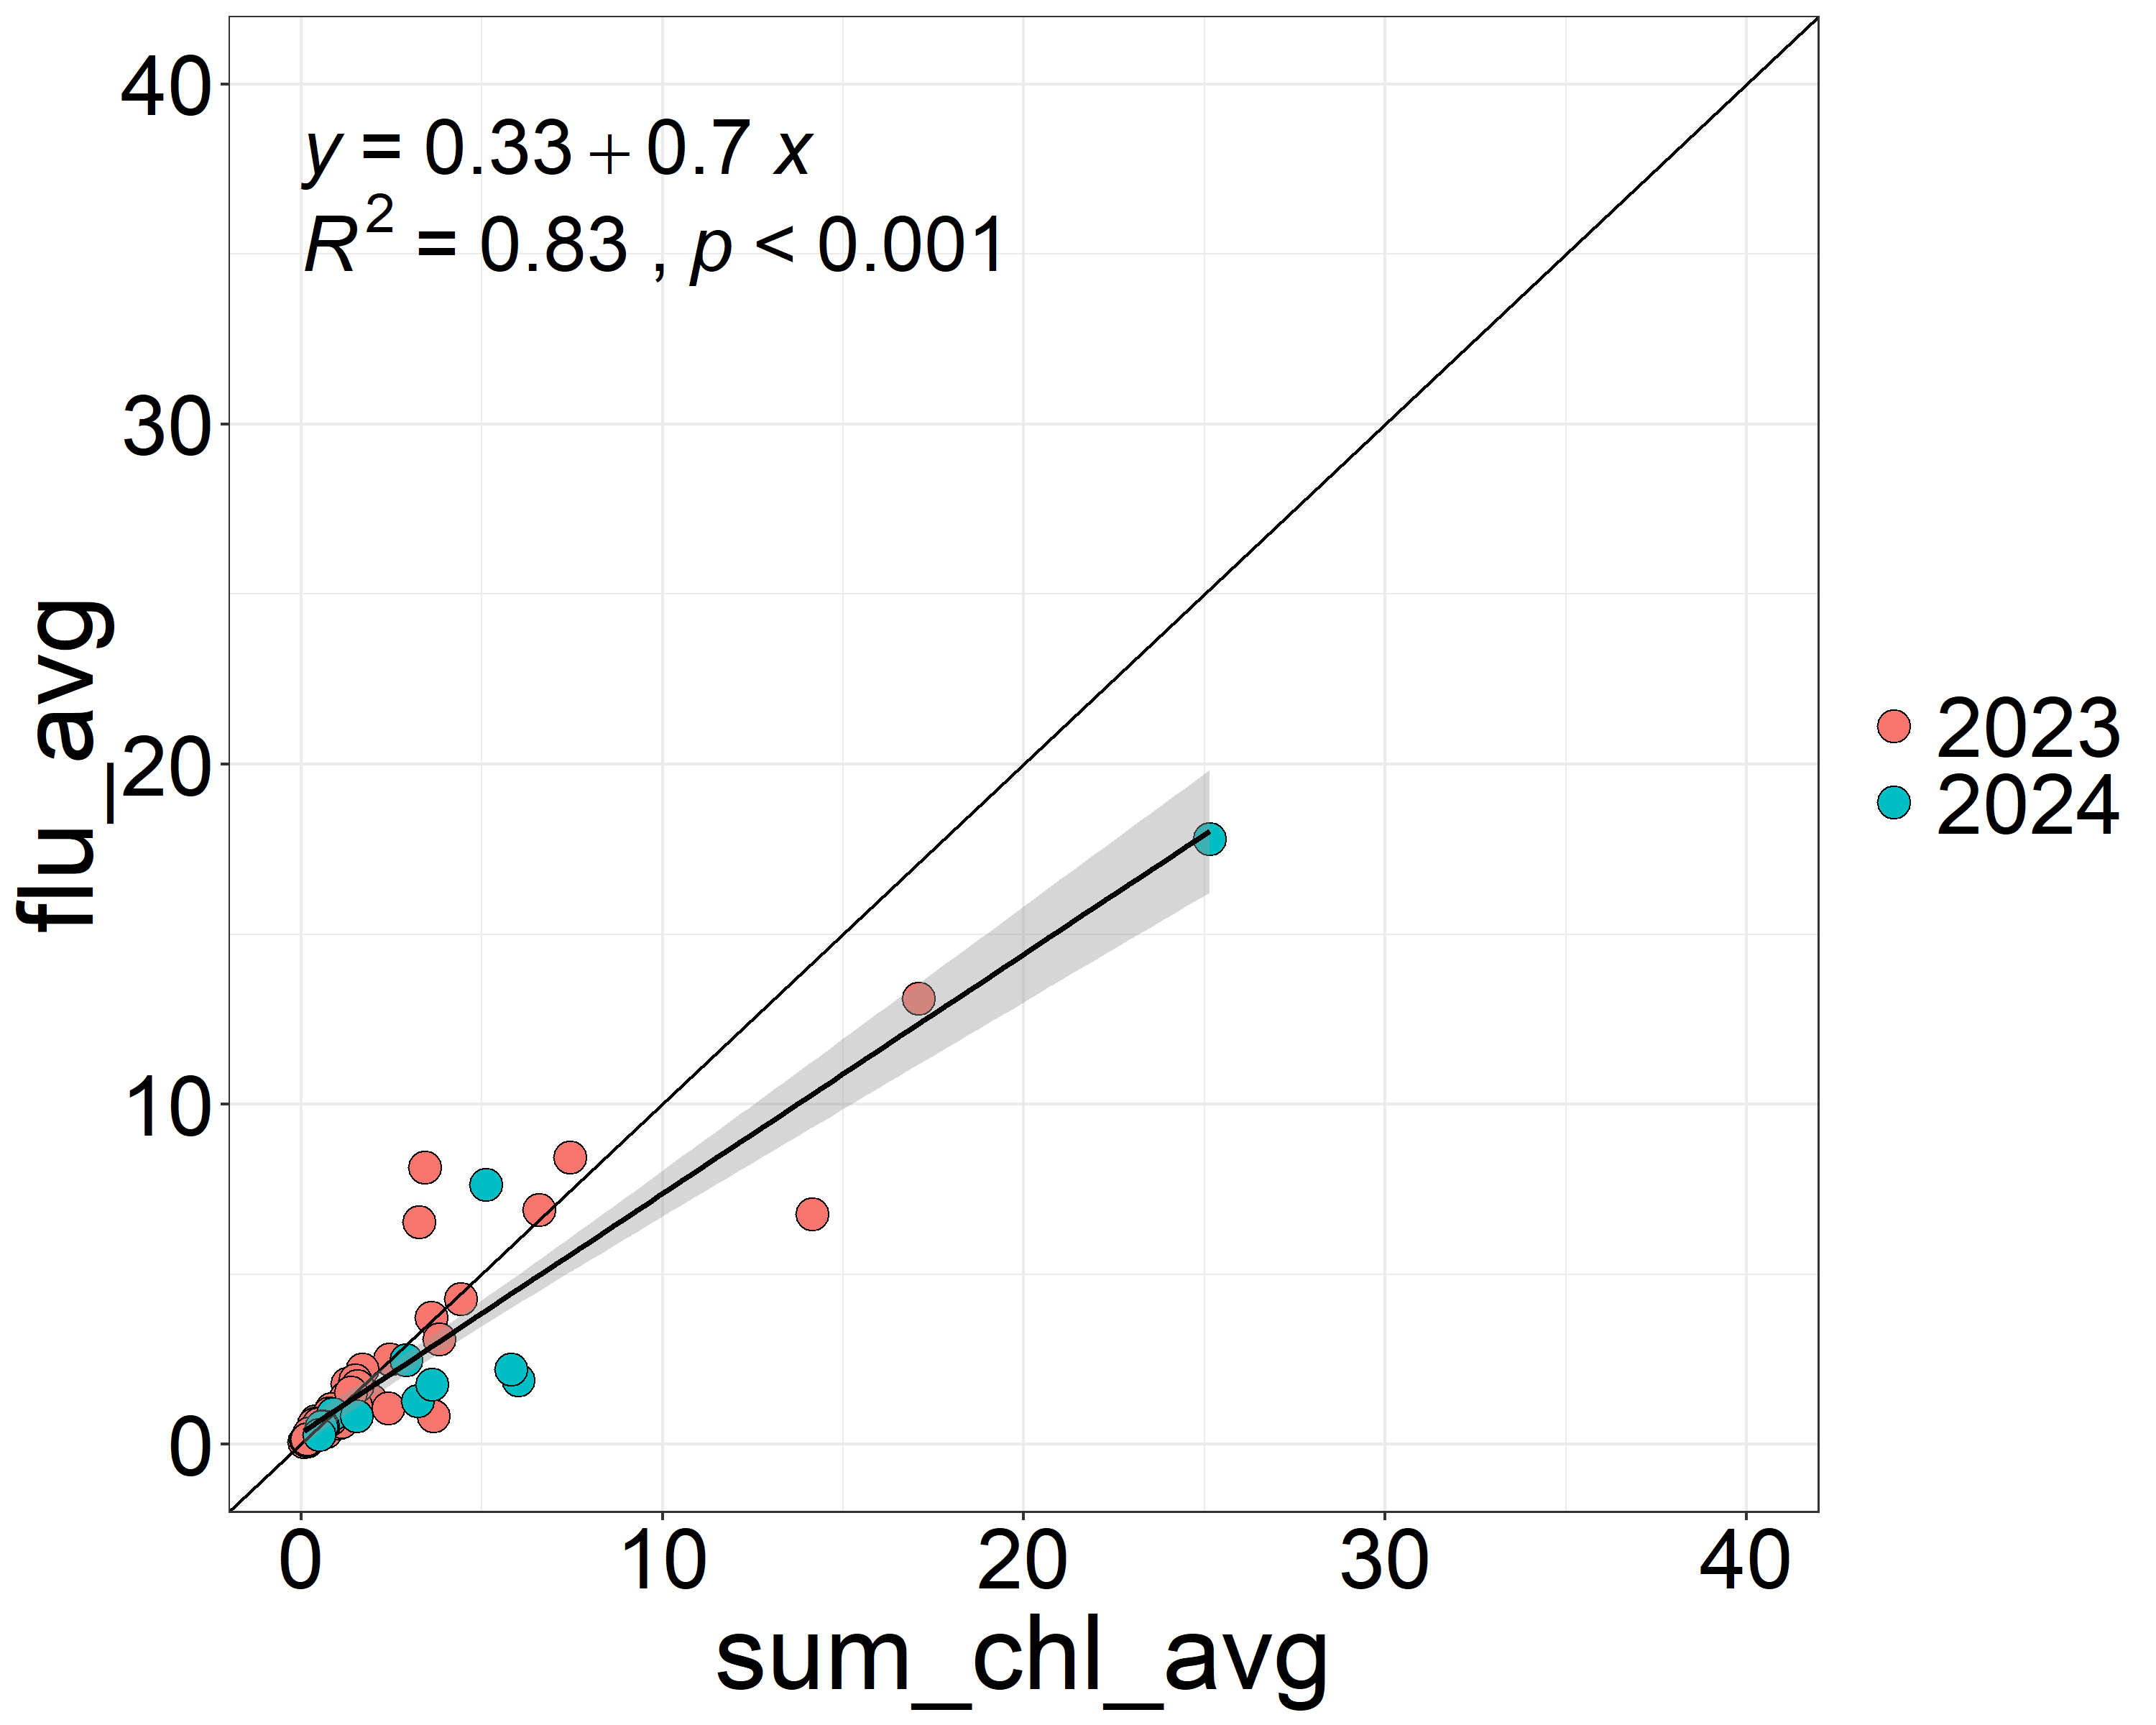 40
y = 0.33 + 0.7 x
R² = 0.83 , p < 0.001
30
20
10
0
flu_avg
0 10 20 30 40
sum_chl_avg
2023
2024